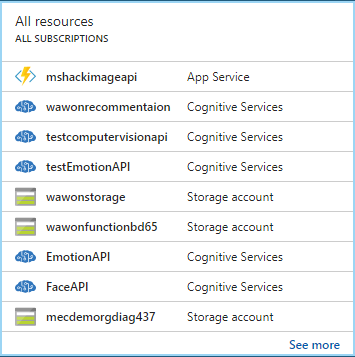 All resources
ALL SUBSCRIPTIONS
mshackimageapi App Service
wawonrecommentaion Cognitive Services
testcomputervisionapi Cognitive Services
testEmotionAPI Cognitive Services
wawonstorage Storage account
wawonfunctionbd65 Storage account
EmotionAPI Cognitive Services
FaceAPI Cognitive Services
mecdemorgdiag437 Storage account
See more